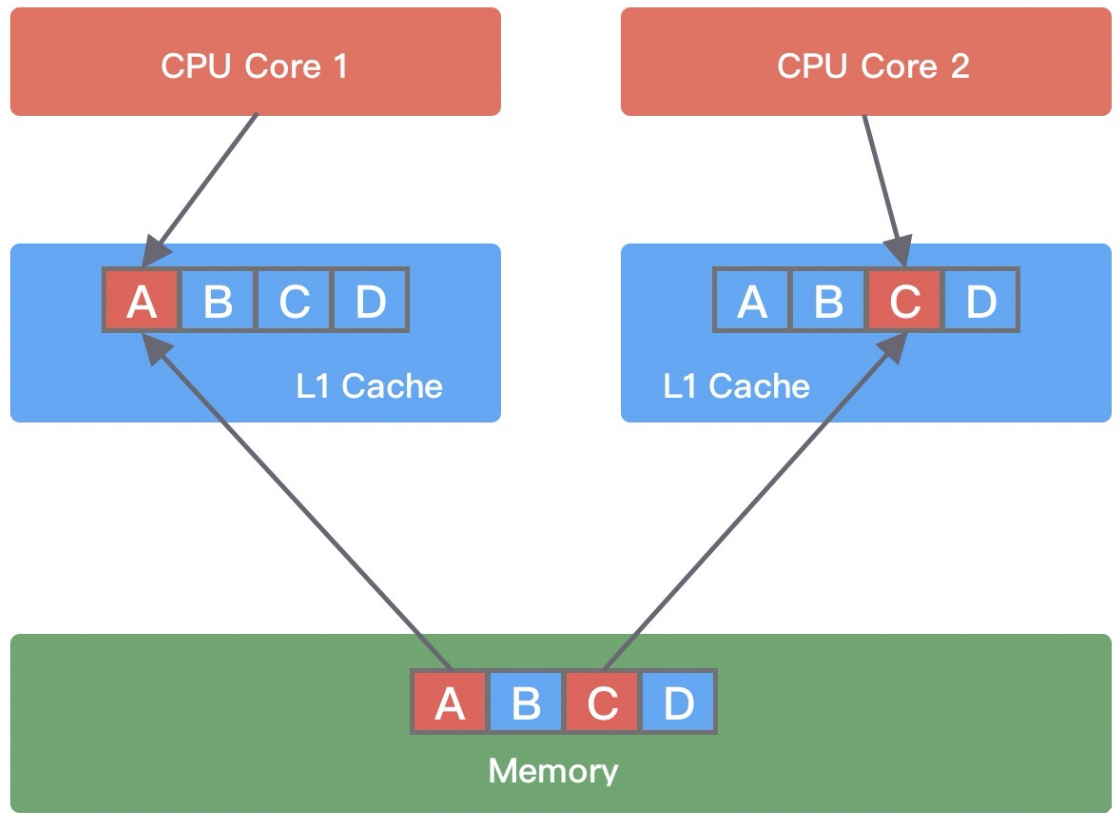 CPU Core 1
CPU Core 2
A B C D
L1 Cache
A B C D
L1 Cache
A B C D
Memory